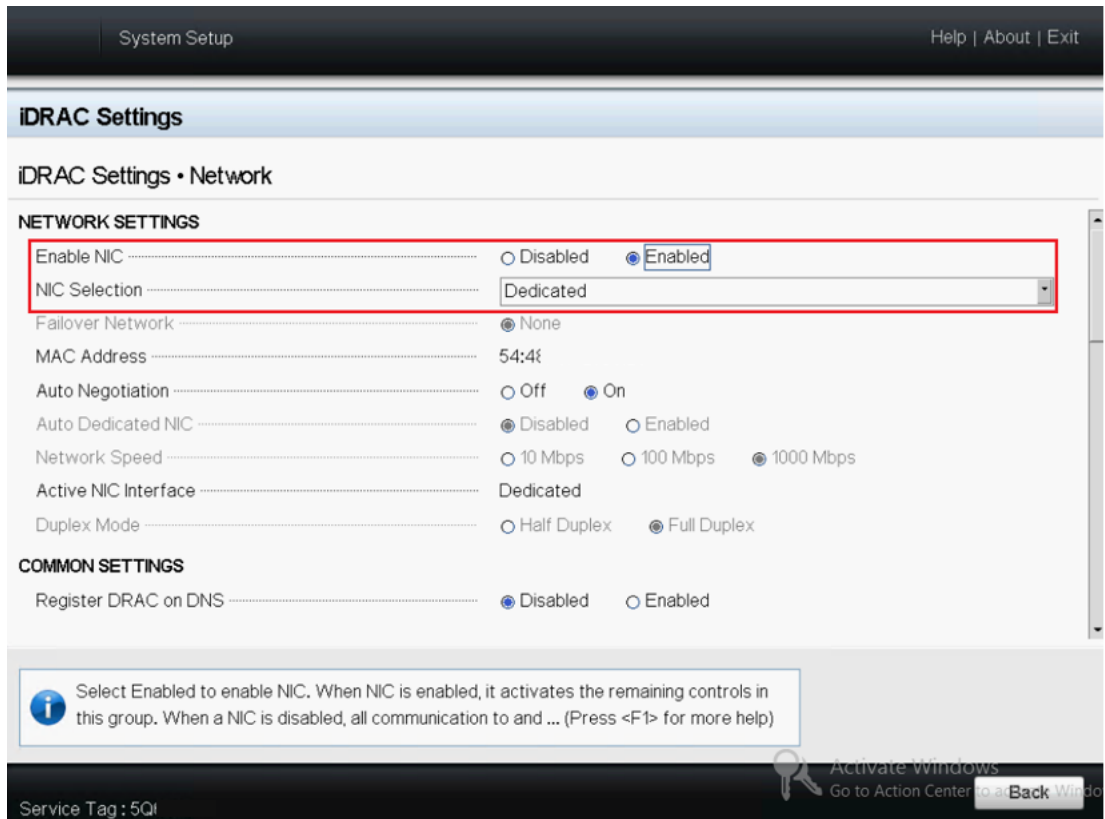 System Setup
Help | About | Exit
iDRAC Settings
iDRAC Settings • Network
NETWORK SETTINGS
Enable NIC Disabled Enabled
NIC Selection Dedicated
Failover Network None
MAC Address 54:48
Auto Negotiation Off On
Auto Dedicated NIC Disabled Enabled
Network Speed 10 Mbps 100 Mbps 1000 Mbps
Active NIC Interface Dedicated
Duplex Mode Half Duplex Full Duplex
COMMON SETTINGS
Register DRAC on DNS Disabled Enabled
Select Enabled to enable NIC. When NIC is enabled, it activates the remaining controls in
this group. When a NIC is disabled, all communication to and ... (Press <F1> for more help)
Activate Windows
Go to Action Center to
Back
Service Tag : 5Q